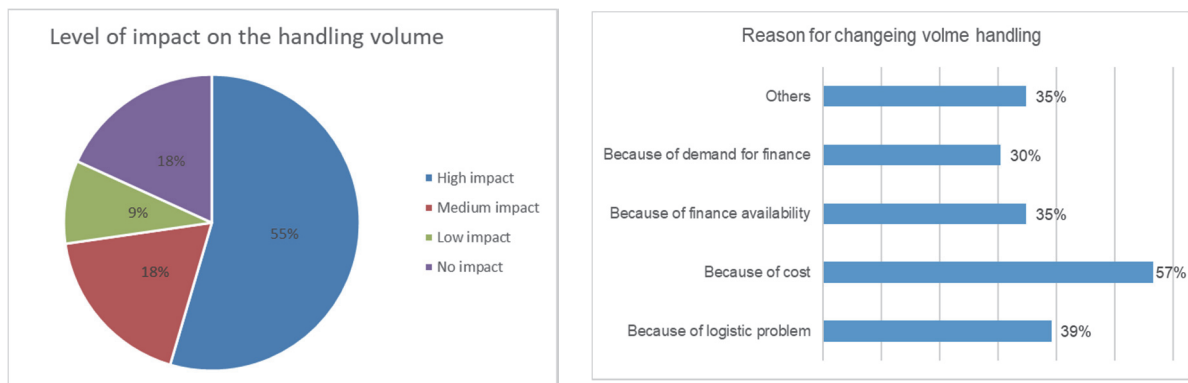 Level of impact on the handling volume
18%
9%
18%
55%
High impact
Medium impact
Low impact
No impact
Reason for changeing volme handling
Others
35%
Because of demand for finance
30%
Because of finance availability
35%
Because of cost
57%
Because of logistic problem
39%